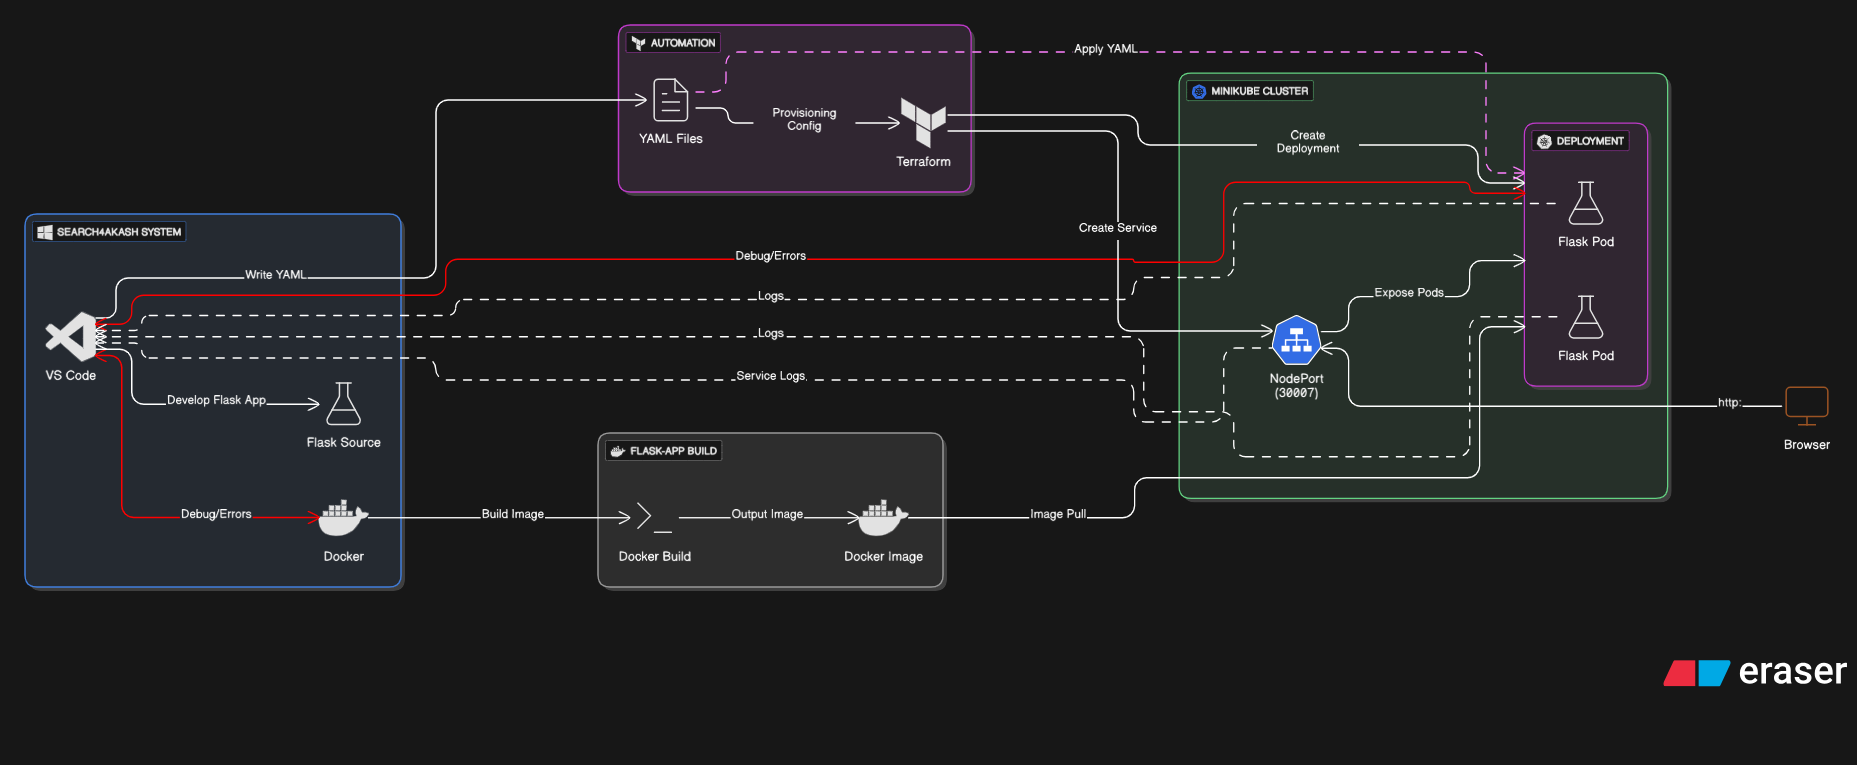 AUTOMATION
Apply YAML
MINIKUBE CLUSTER
YAML Files
Provisioning
Config
Terraform
Create
Deployment
DEPLOYMENT
Flask Pod
SEARCH4AKASH SYSTEM
Create Service
Write YAML
Debug/Errors
Logs
Expose Pods
Logs
Flask Pod
VS Code
Service Logs
NodePort
(30007)
Develop Flask App
http:
Flask Source
Browser
FLASK-APP BUILD
Debug/Errors
Build Image
Output Image
Image Pull
Docker
Docker Build
Docker Image
eraser